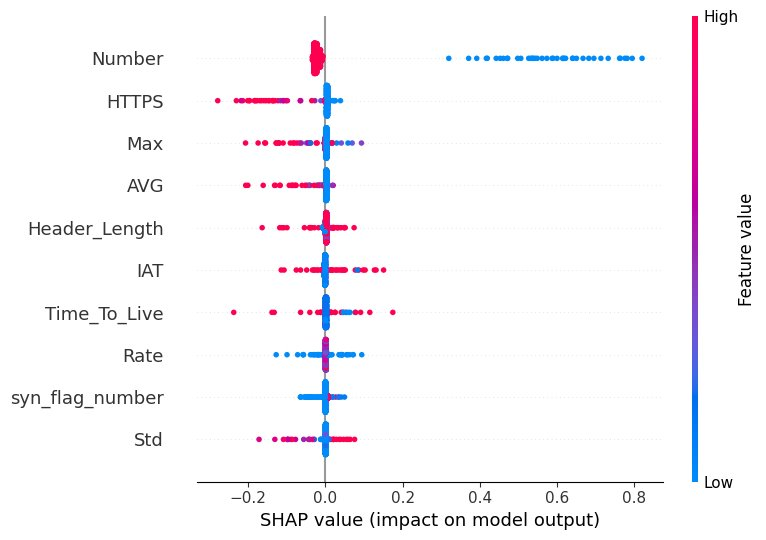 High
Number
HTTPS
Max
AVG
Header_Length
IAT
Time_To_Live
Rate
syn_flag_number
Std
Feature value
Low
−0.2 0.0 0.2 0.4 0.6 0.8
SHAP value (impact on model output)